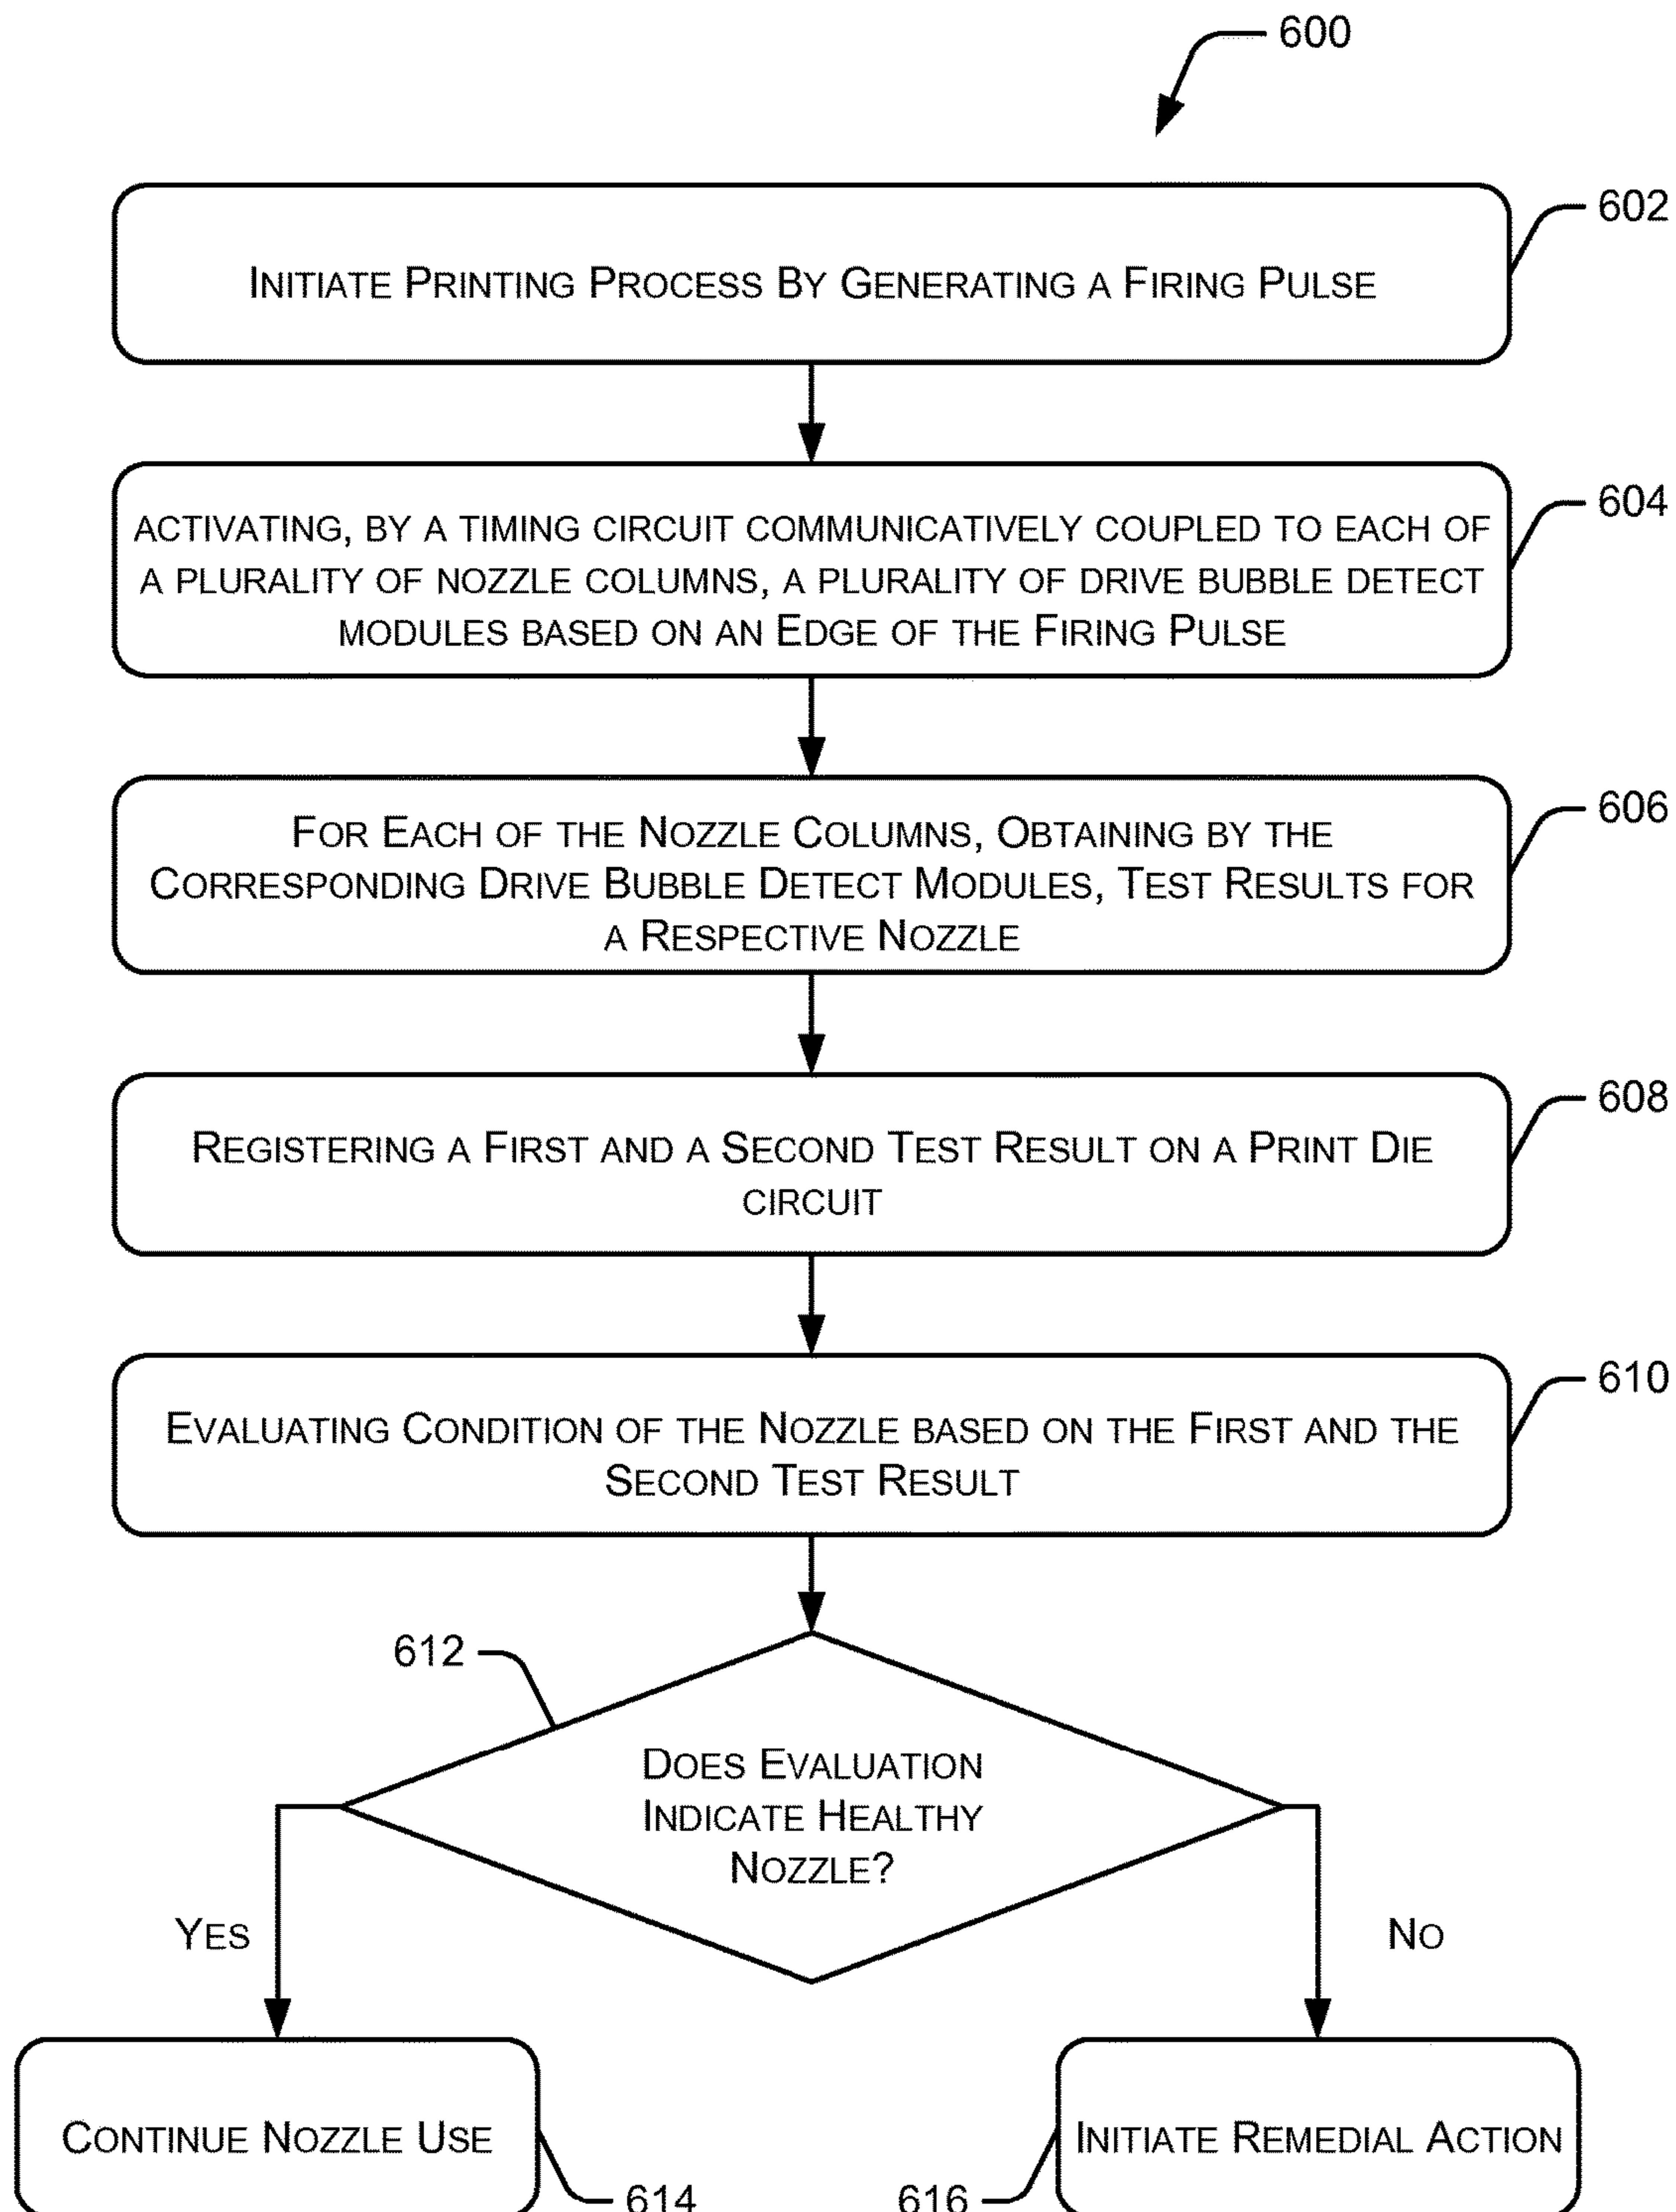 600
602
Initiate Printing Process By Generating a Firing Pulse
604
activating, by a timing circuit communicatively coupled to each of
a plurality of nozzle columns, a plurality of drive bubble detect
modules based on an Edge of the Firing Pulse
606
For Each of the Nozzle Columns, Obtaining by the
Corresponding Drive Bubble Detect Modules, Test Results for
a Respective Nozzle
608
Registering a First and a Second Test Result on a Print Die
circuit
610
Evaluating Condition of the Nozzle based on the First and the
Second Test Result
612
Does Evaluation
Indicate Healthy
Nozzle?
Yes
No
Continue Nozzle Use
Initiate Remedial Action
614
616